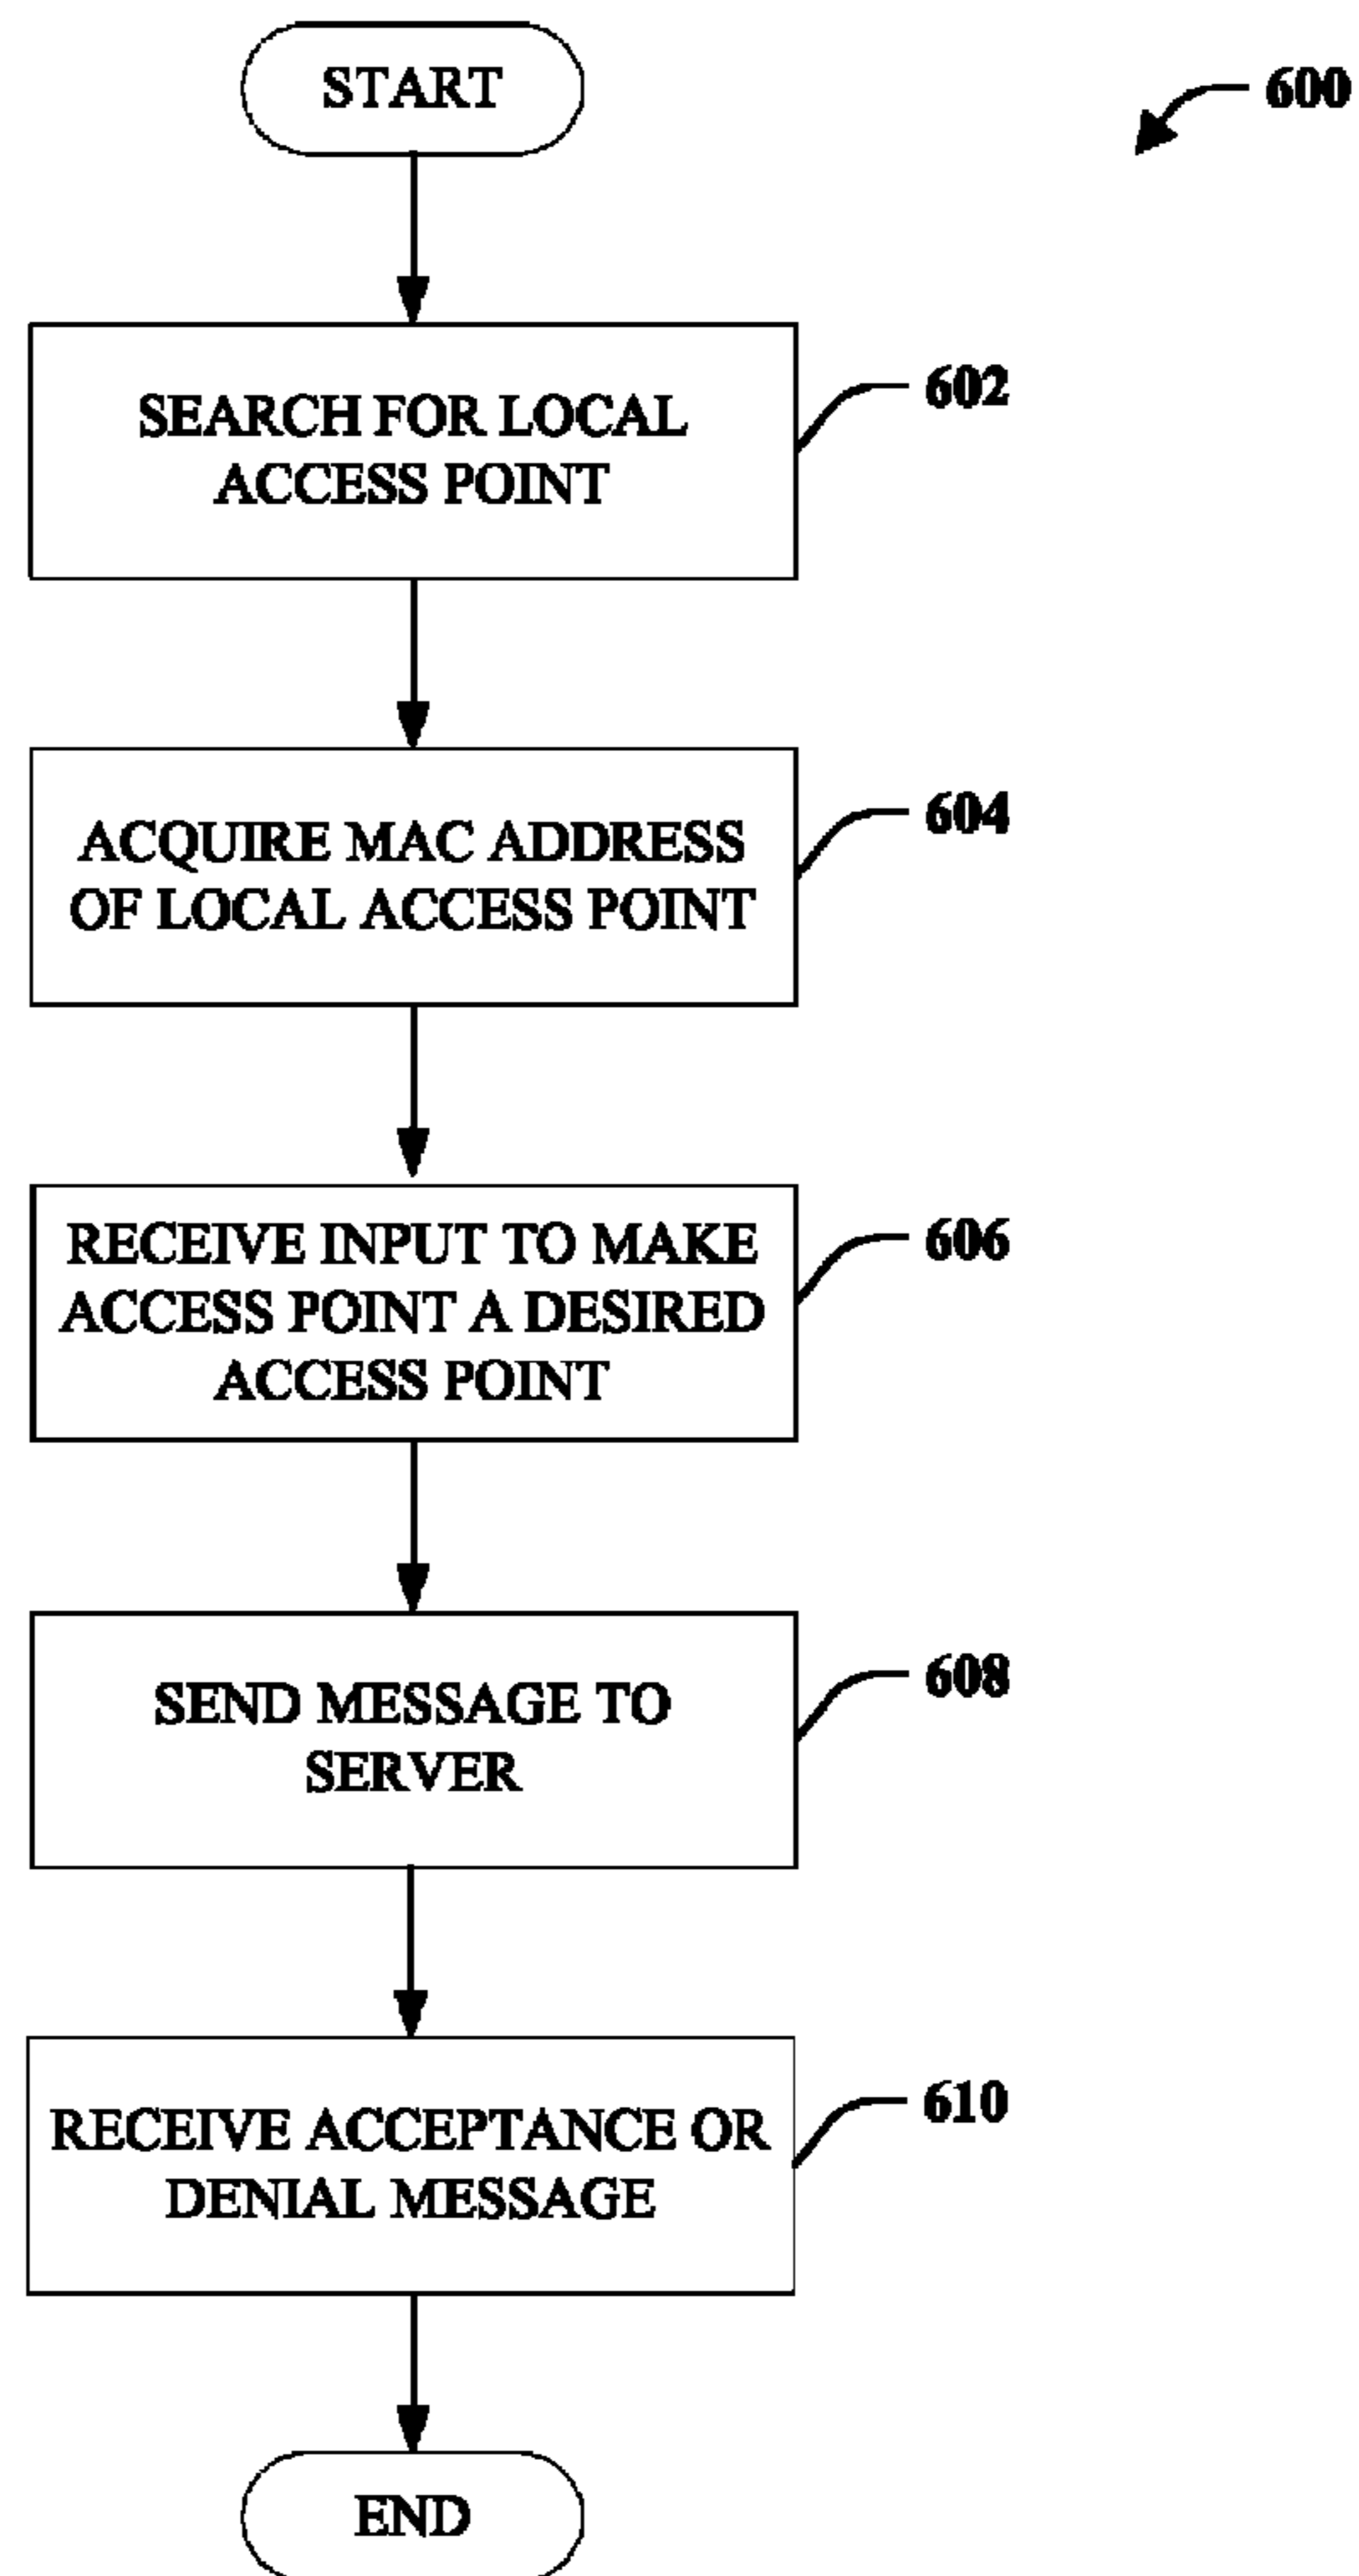 START
600
SEARCH FOR LOCAL
ACCESS POINT
602
ACQUIRE MAC ADDRESS
OF LOCAL ACCESS POINT
604
RECEIVE INPUT TO MAKE
ACCESS POINT A DESIRED
ACCESS POINT
606
SEND MESSAGE TO
SERVER
608
RECEIVE ACCEPTANCE OR
DENIAL MESSAGE
610
END